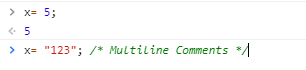 x= 5;
5
x= "123"; /* Multiline Comments */